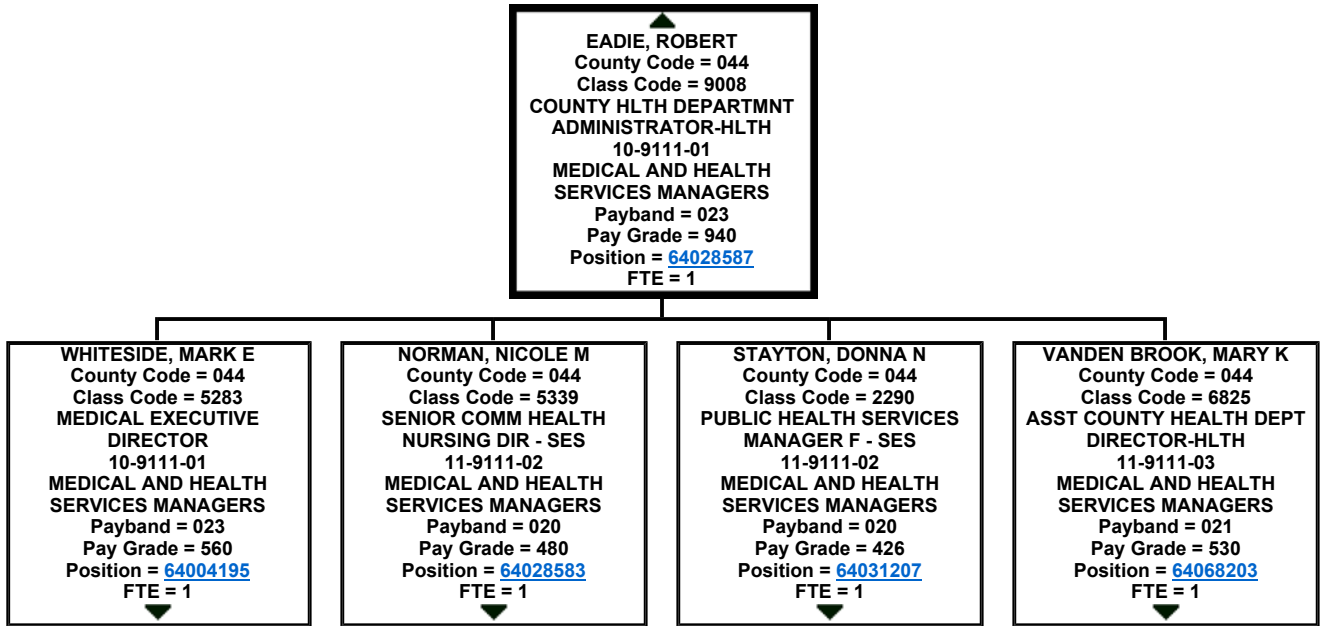 EADIE, ROBERT
County Code = 044
Class Code = 9008
COUNTY HLTH DEPARTMNT
ADMINISTRATOR-HLTH
10-9111-01
MEDICAL AND HEALTH
SERVICES MANAGERS
Payband = 023
Pay Grade = 940
Position = 64028587
FTE = 1
WHITESIDE, MARK E
County Code = 044
Class Code = 5283
MEDICAL EXECUTIVE
DIRECTOR
10-9111-01
MEDICAL AND HEALTH
SERVICES MANAGERS
Payband = 023
Pay Grade = 560
Position = 64004195
FTE = 1
NORMAN, NICOLE M
County Code = 044
Class Code = 5339
SENIOR COMM HEALTH
NURSING DIR - SES
11-9111-02
MEDICAL AND HEALTH
SERVICES MANAGERS
Payband = 020
Pay Grade = 480
Position = 64028583
FTE = 1
STAYTON, DONNA N
County Code = 044
Class Code = 2290
PUBLIC HEALTH SERVICES
MANAGER F - SES
11-9111-02
MEDICAL AND HEALTH
SERVICES MANAGERS
Payband = 020
Pay Grade = 426
Position = 64031207
FTE = 1
VANDEN BROOK, MARY K
County Code = 044
Class Code = 6825
ASST COUNTY HEALTH DEPT
DIRECTOR-HLTH
11-9111-03
MEDICAL AND HEALTH
SERVICES MANAGERS
Payband = 021
Pay Grade = 530
Position = 64068203
FTE = 1